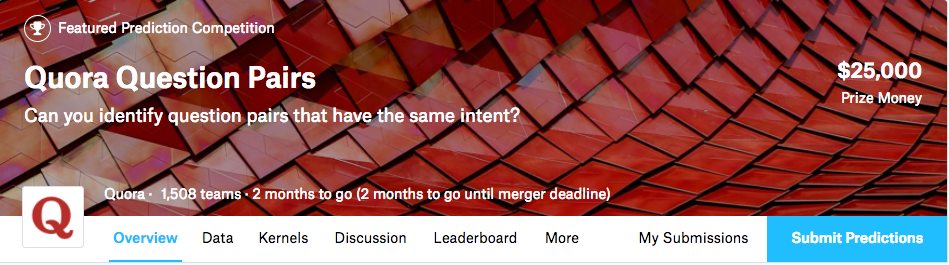 Featured Prediction Competition
Quora Question Pairs
$25,000
Can you identify question pairs that have the same intent?
Prize Money
Quora · 1,508 teams · 2 months to go (2 months to go until merger deadline)
Q
Overview Data Kernels Discussion Leaderboard More My Submissions Submit Predictions